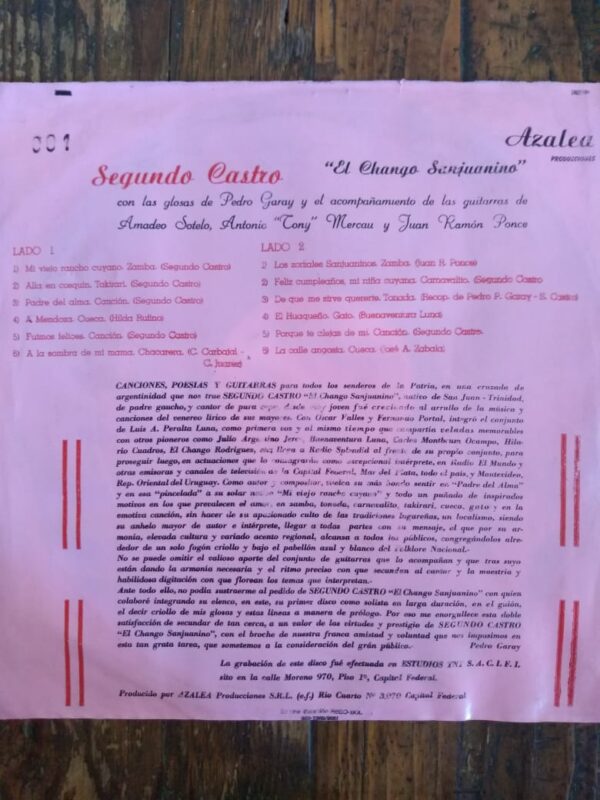 001
Azalea
PRODUCCIONES
Segundo Castro
"El Chango Sanjuanino"
con las glosas de Pedro Garay y el acompañamiento de las guitarras de
Amadeo Sotelo, Antonio "Tony" Mercau y Juan Ramón Ponce
LADO 1
1) Mi viejo rancho cuyano. Zamba. (Segundo Castro)
2) Alla en cosquin. Takirari. (Segundo Castro)
3) Padre del alma. Canción. (Segundo Castro)
4) A Mendoza. Cueca. (Hilda Rufino)
5) Fuimos felices. Canción. (Segundo Castro)
6) A la sombra de mi mama. Chacarera. (C. Carbajal -
C. Juarez)
LADO 2
1) Los zodiales Sanjuaninos. Zamba. (Juan R. Ponce)
2) Feliz cumpleaños, mi niña cuyana. Carnavalito. (Segundo Castro
3) De que me sirve quererte. Tonada. (Recop. de Pedro P. Garay - S. Castro)
4) El Huaqueño. Gato. (Buenaventura Luna)
5) Porque te alejas de mi. Canción. (Segundo Castro.
6) La calle angosta. Cueca. (José A. Zabala)
CANCIONES, POESIAS Y GUITARRAS para todos los senderos de la Patria, en una cruzada de
argentinidad que nos trae SEGUNDO CASTRO "El Chango Sanjuanino", nativo de San Juan - Trinidad,
de padre gaucho, y cantor de pura cepa, desde muy joven fué creciendo al arrullo de la música y
canciones del venero lírico de sus mayores. Con Oscar Valles y Fernando Portal, integró el conjunto
de Luis A. Peralta Luna, como primera voz y al mismo tiempo que compartía veladas memorables
con otros pioneros como Julio Argentino Jerez, Buenaventura Luna, Carlos Montbrum Ocampo, Hila-
rio Cuadros, El Chango Rodríguez, etc. llega a Radio Splendid al frente de su propio conjunto, para
proseguir luego, en actuaciones que lo consagrarán como excepcional intérprete, en Radio El Mundo y
otras emisoras y canales de televisión de la Capital Federal, Mar del Plata, todo el país, y Montevideo,
Rep. Oriental del Uruguay. Como autor y compositor, vuelca su más hondo sentir en "Padre del Alma"
y en esa "pincelada" a su solar nativo "Mi viejo rancho cuyano" y todo un puñado de inspirados
motivos en los que prevalecen el amor, en samba, tonada, carnavalito, takirari, cueca, gato y en la
emotiva canción, sin hacer de su apasionado culto de las tradiciones lugareñas, un localismo, siendo
su anhelo mayor de autor e intérprete, llegar a todas partes con su mensaje, el que por su ar-
monía, elevada cultura y variado acento regional, alcansa a todos los públicos, congregándolos alre-
dedor de un solo fogón criollo y bajo el pabellón azul y blanco del Folklore Nacional.-
No se puede omitir el valioso aporte del conjunto de guitarras que lo acompañan y que tras suyo
están dando la armonía necesaria y el ritmo preciso con que secundan al cantor y la maestría y
habilidosa digitación con que florean los temas que interpretan.-
Ante todo ello, no podía sustraerme al pedido de SEGUNDO CASTRO "El Chango Sanjuanino" con quien
colaboré integrando su elenco, en este, su primer disco como solista en larga duración, en el guión,
el decir criollo de mis glosas y estas líneas a manera de prólogo. Por eso me enorgullece esta doble
satisfacción de secundar de tan cerca, a un valor de las virtudes y prestigio de SEGUNDO CASTRO
"El Chango Sanjuanino", con el broche de nuestra franca amistad y voluntad que nos impusimos en
esta tan grata tarea, que sometemos a la consideración del grán público.- Pedro Garay
La grabación de este disco fué efectuada en ESTUDIOS S. A. C. I. F. I.
sito en la calle Moreno 970, Piso 1º, Capital Federal.
Producido por AZALEA Producciones S.R.L. (e.f.) Rio Cuarto Nº 3.070 Capital Federal